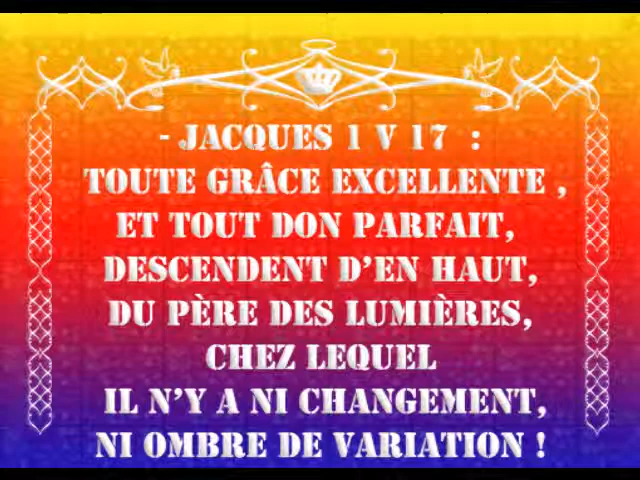 - JACQUES 1 V 17 :
TOUTE GRÂCE EXCELLENTE ,
ET TOUT DON PARFAIT,
DESCENDENT D'EN HAUT,
DU PÈRE DES LUMIÈRES,
CHEZ LEQUEL
IL N'Y A NI CHANGEMENT,
NI OMBRE DE VARIATION !